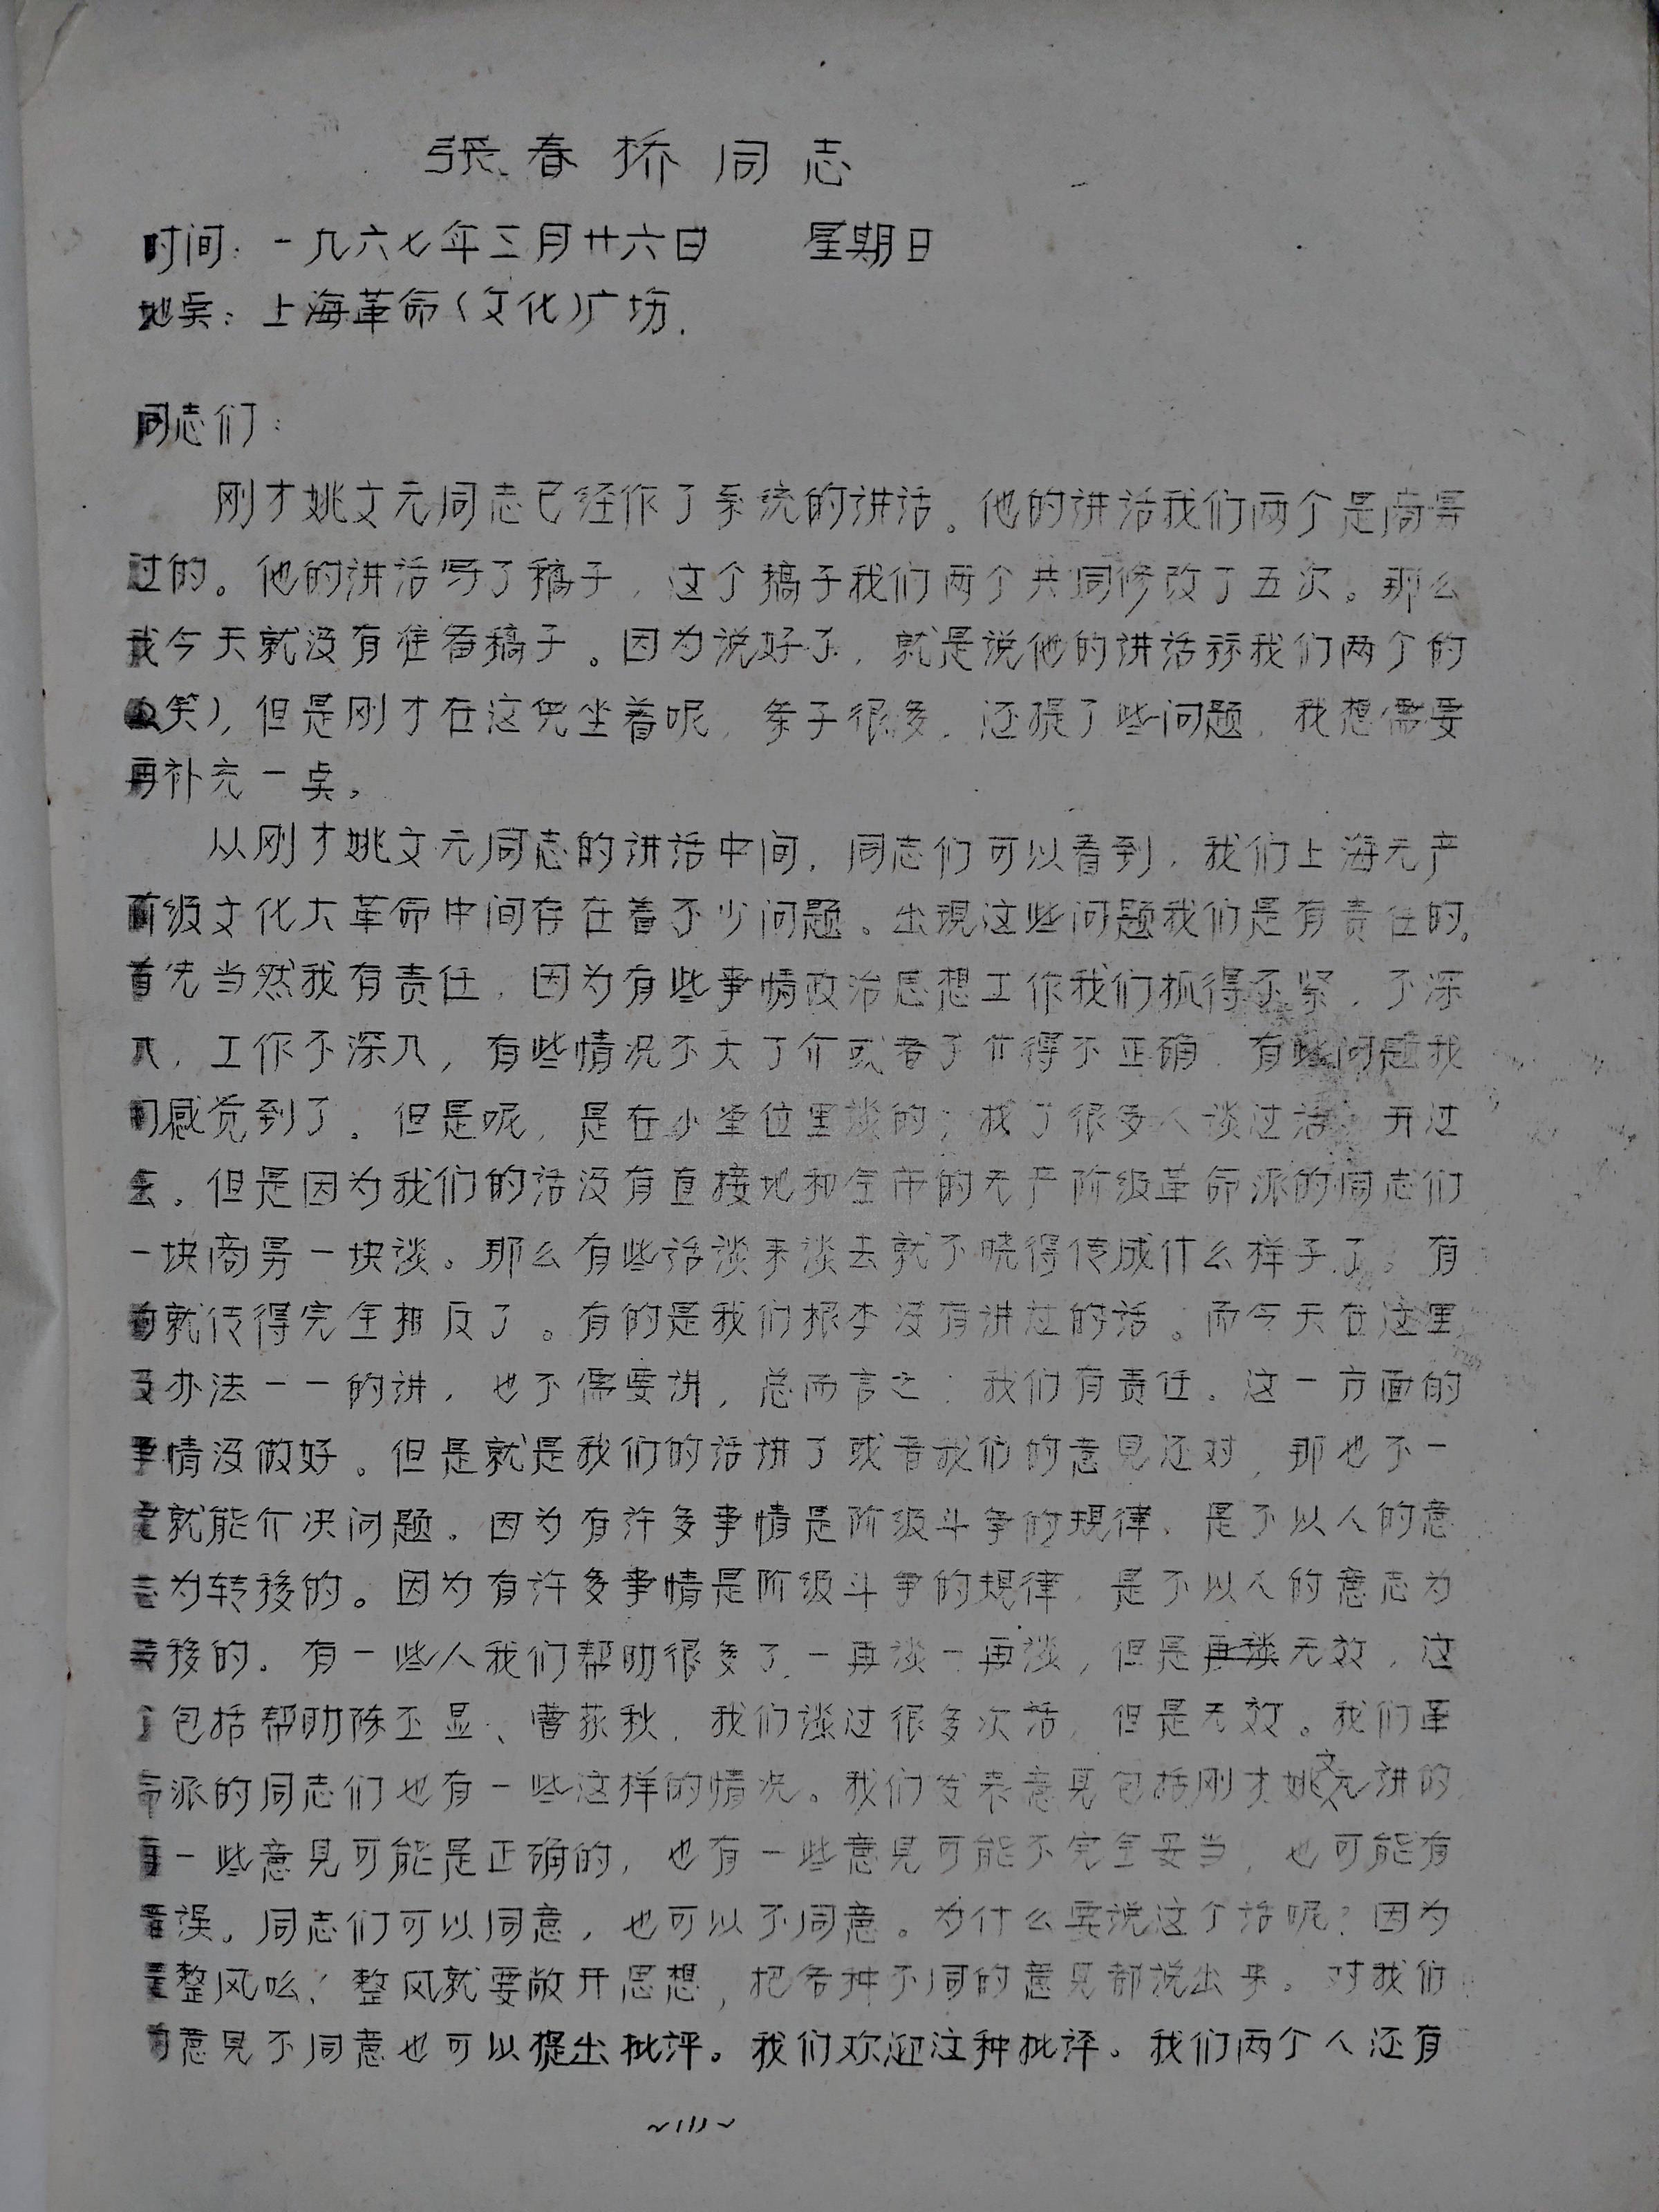 张春桥同志
时间：一九六七年三月廿六日　　星期日
地点：上海革命（文化）广场.
同志们：
刚才姚文元同志已经作了系统的讲话。他的讲话我们两个是商量
过的。他的讲话写了稿子，这个搞子我们两个共同修改了五次。那么
我今天就没有准备稿子。因为说好了，就是说他的讲话称我们两个的
笑），但是刚才在这儿坐着呢，条子很多，还提了些问题，我想需要
再补充一点。
从刚才姚文元同志的讲话中间，同志们可以看到，我们上海无产
阶级文化大革命中间存在着不少问题。出现这些问题我们是有责任的。
首先当然我有责任，因为有些事情政治思想工作我们抓得不紧，不深
入，工作不深入，有些情况不大了介或者了介得不正确，有些问题我
们感觉到了。但是呢，是在小单位里谈的；找了很多人谈过话，开过
会。但是因为我们的话没有直接地和全市的无产阶级革命派的同志们
一块商另一块谈。那么有些话谈来谈去就不晓得传成什么样子了。有
的就传得完全相反了。有的是我们根本没有讲过的话。而今天在这里
没办法一一的讲，也不需要讲，总而言之：我们有责任。这一方面的
事情没做好。但是就是我们的话讲了或者我们的意见还对，那也不一
定就能介决问题。因为有许多事情是阶级斗争的规律，是不以人的意
志为转移的。因为有许多事情是阶级斗争的规律，是不以人的意志为
转移的。有一些人我们帮助很多了，一再谈一再谈，但是再谈无效，这
包括帮助陈丕显、曹荻秋，我们谈过很多次话，但是无效。我们革
命派的同志们也有一些这样的情况。我们发表意见包括刚才姚文元讲的
有一些意见可能是正确的，也有一些意见可能不完全妥当，也可能有
错误。同志们可以同意，也可以不同意。为什么要说这个话呢？因为
是整风吆！整风就要敞开思想，把各种不同的意见都说出来。对我们
的意见不同意也可以提出批评。我们欢迎这种批评。我们两个人还有
~111~